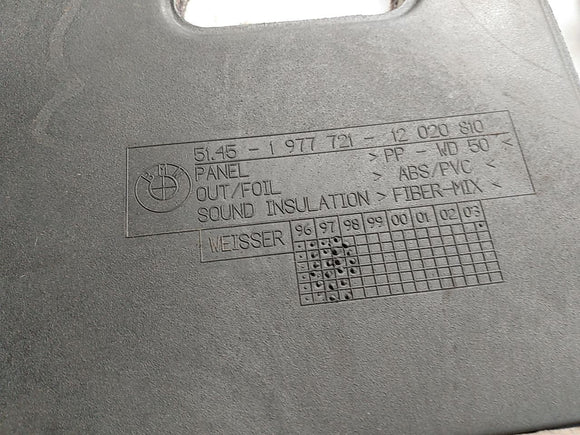 BMW
51.45 - 1 977 721 - 12 020 810
PANEL > PP - WD 50 <
OUT/FOIL > ABS/PVC <
SOUND INSULATION > FIBER-MIX <
WEISSER 96 97 98 99 00 01 02 03